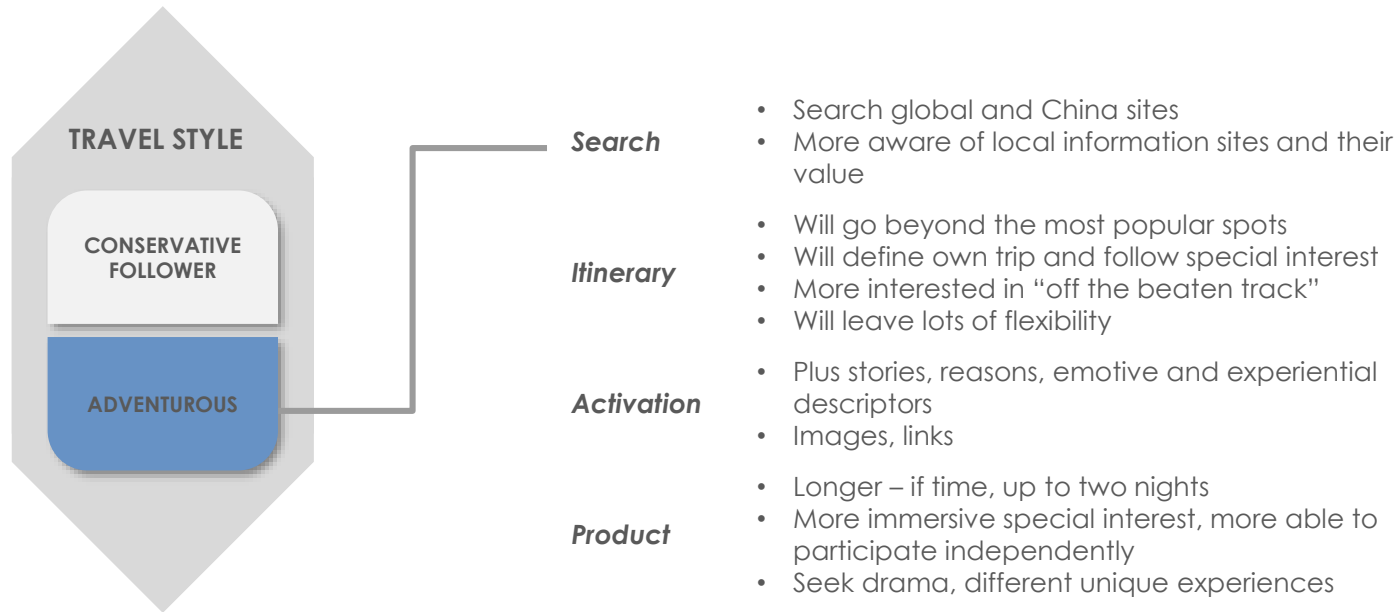 TRAVEL STYLE
CONSERVATIVE
FOLLOWER
ADVENTUROUS
Search
• Search global and China sites
• More aware of local information sites and their
value
Itinerary
• Will go beyond the most popular spots
• Will define own trip and follow special interest
• More interested in “off the beaten track”
• Will leave lots of flexibility
Activation
• Plus stories, reasons, emotive and experiential
descriptors
• Images, links
Product
• Longer – if time, up to two nights
• More immersive special interest, more able to
participate independently
• Seek drama, different unique experiences